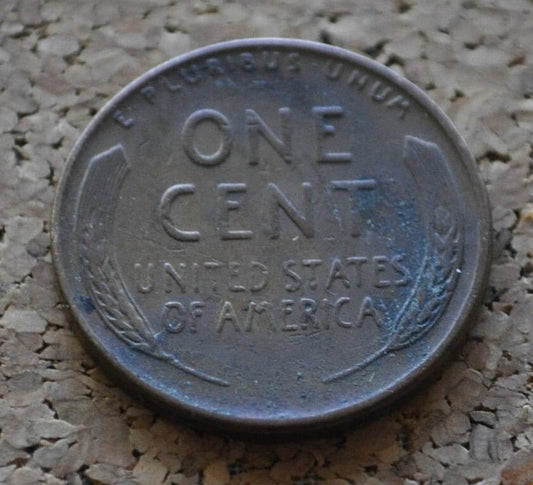 E PLURIBUS UNUM
ONE
CENT
UNITED STATES
OF AMERICA